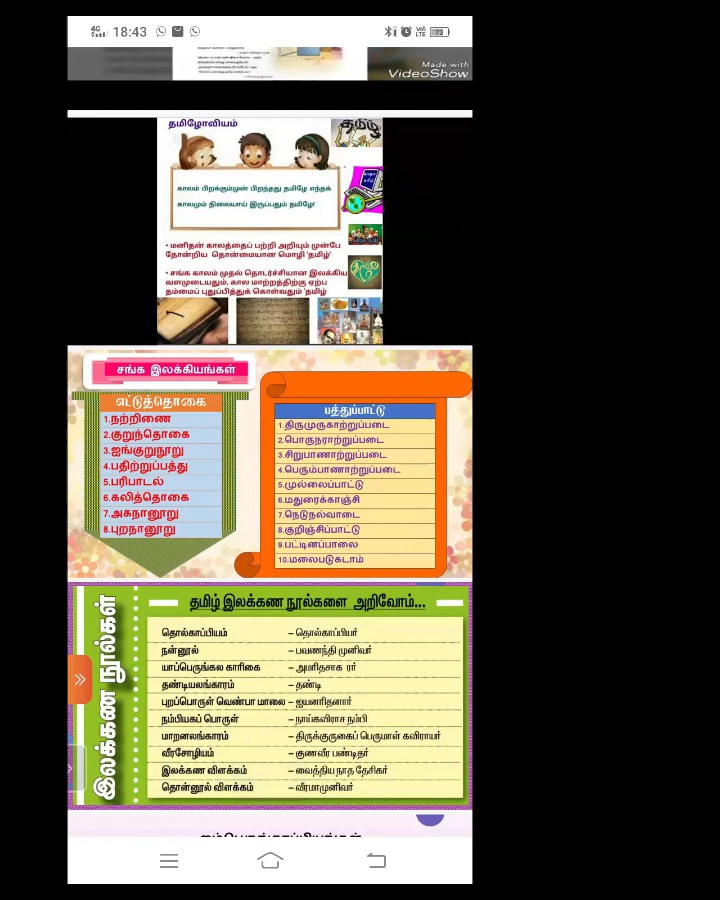 4G 18:43 VoLTE 73
Made with
VideoShow
தமிழோவியம்
தமிழ்
காலம் பிறக்கும்முன் பிறந்தது தமிழே எந்தக்
காலமும் நிலையாய் இருப்பதும் தமிழே!
• மனிதன் காலத்தைப் பற்றி அறியும் முன்பே
தோன்றிய தொன்மையான மொழி 'தமிழ்'
• சங்க காலம் முதல் தொடர்ச்சியான இலக்கிய
வளமுடையதும், கால மாற்றத்திற்கு ஏற்ப
தம்மைப் புதுப்பித்துக் கொள்வதும் 'தமிழ்
சங்க இலக்கியங்கள்
எட்டுத்தொகை
1.நற்றிணை
2.குறுந்தொகை
3.ஐங்குறுநூறு
4.பதிற்றுப்பத்து
5.பரிபாடல்
6.கலித்தொகை
7.அகநானூறு
8.புறநானூறு
பத்துப்பாட்டு
1.திருமுருகாற்றுப்படை
2.பொருநராற்றுப்படை
3.சிறுபாணாற்றுப்படை
4.பெரும்பாணாற்றுப்படை
5.முல்லைப்பாட்டு
6.மதுரைக்காஞ்சி
7.நெடுநல்வாடை
8.குறிஞ்சிப்பாட்டு
9.பட்டினப்பாலை
10.மலைபடுகடாம்
இலக்கண நூல்கள்
தமிழ் இலக்கண நூல்களை அறிவோம்...
தொல்காப்பியம் – தொல்காப்பியர்
நன்னூல் – பவணந்தி முனிவர்
யாப்பெருங்கல காரிகை – அமரிதசாக ரர்
தண்டியலங்காரம் – தண்டி
புறப்பொருள் வெண்பா மாலை – ஐயனரிதனார்
நம்பியகப் பொருள் – நாய்கவிராச நம்பி
மாறனலங்காரம் – திருக்குருகைப் பெருமாள் கவிராயர்
வீரசோழியம் – குணவீர பண்டிதர்
இலக்கண விளக்கம் – வைத்திய நாத தேசிகர்
தொன்னூல் விளக்கம் – வீரமாமுனிவர்